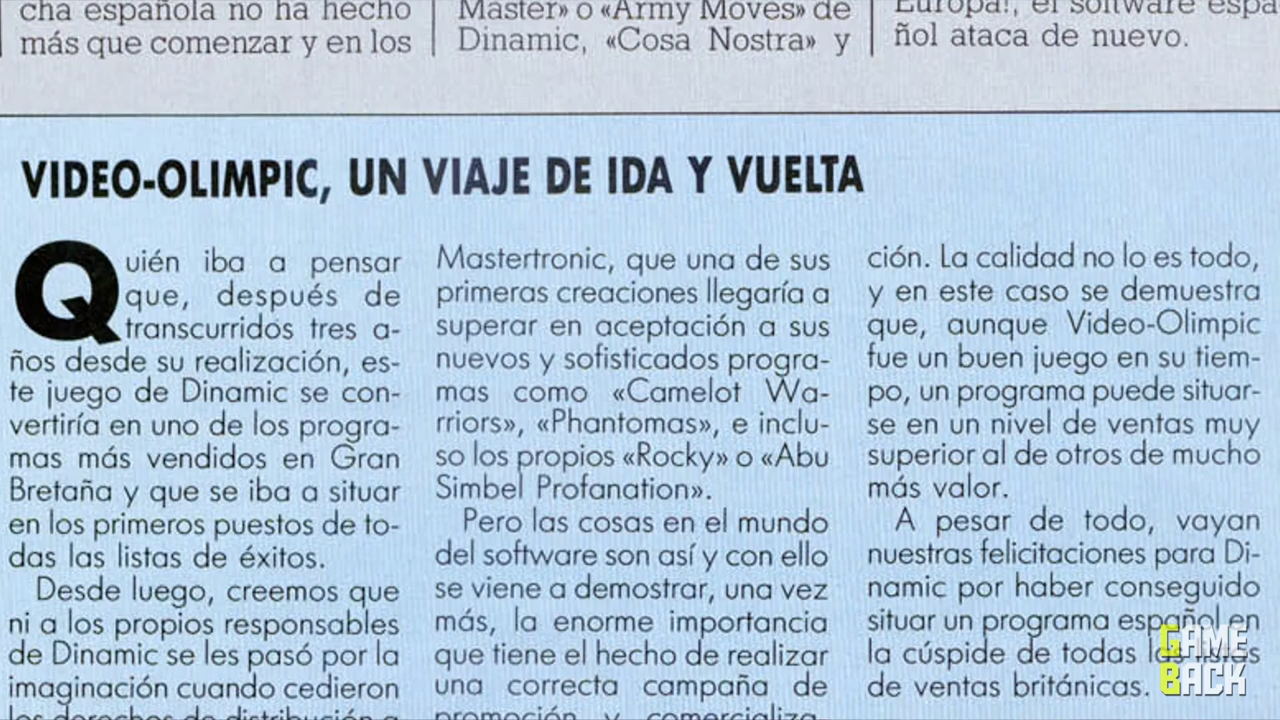 cha española no ha hecho
más que comenzar y en los
Master» o «Army Moves» de
Dinamic, «Cosa Nostra» y
Europa!, el software espa-
ñol ataca de nuevo.
VIDEO-OLIMPIC, UN VIAJE DE IDA Y VUELTA
Quién iba a pensar
que, después de
transcurridos tres a-
ños desde su realización, es-
te juego de Dinamic se con-
vertiría en uno de los progra-
mas más vendidos en Gran
Bretaña y que se iba a situar
en los primeros puestos de to-
das las listas de éxitos.
Desde luego, creemos que
ni a los propios responsables
de Dinamic se les pasó por la
imaginación cuando cedieron
los derechos de distribución a
Mastertronic, que una de sus
primeras creaciones llegaría a
superar en aceptación a sus
nuevos y sofisticados progra-
mas como «Camelot Wa-
rriors», «Phantomas», e inclu-
so los propios «Rocky» o «Abu
Simbel Profanation».
Pero las cosas en el mundo
del software son así y con ello
se viene a demostrar, una vez
más, la enorme importancia
que tiene el hecho de realizar
una correcta campaña de
promoción y comercializa-
ción. La calidad no lo es todo,
y en este caso se demuestra
que, aunque Video-Olimpic
fue un buen juego en su tiem-
po, un programa puede situar-
se en un nivel de ventas muy
superior al de otros de mucho
más valor.
A pesar de todo, vayan
nuestras felicitaciones para Di-
namic por haber conseguido
situar un programa español en
la cúspide de todas las listas
de ventas británicas.
GAME
BACK